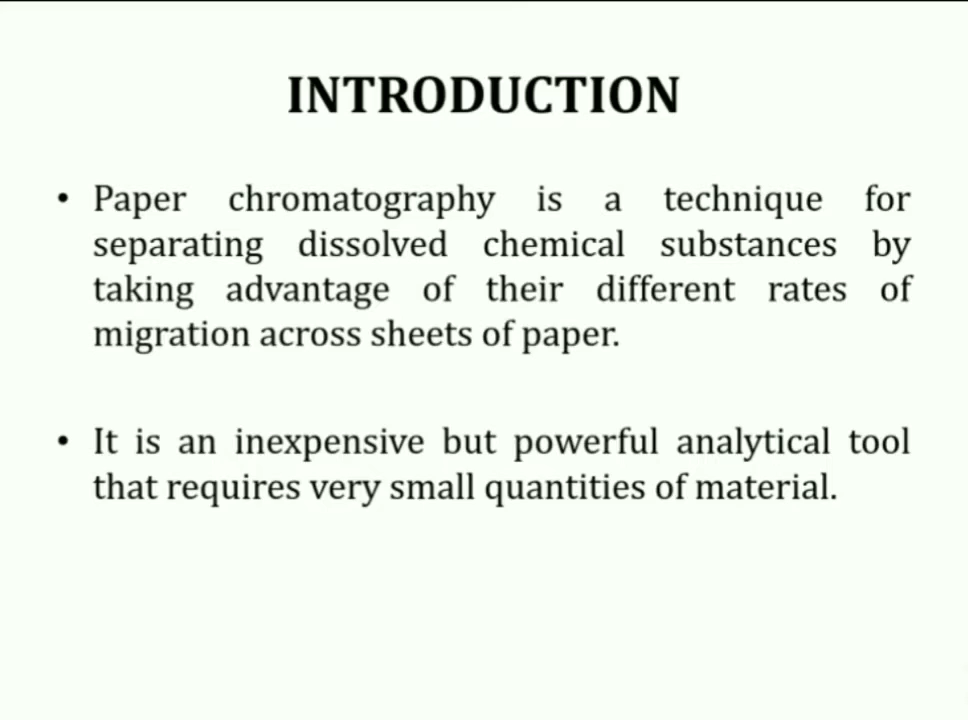 INTRODUCTION
• Paper chromatography is a technique for
separating dissolved chemical substances by
taking advantage of their different rates of
migration across sheets of paper.
• It is an inexpensive but powerful analytical tool
that requires very small quantities of material.